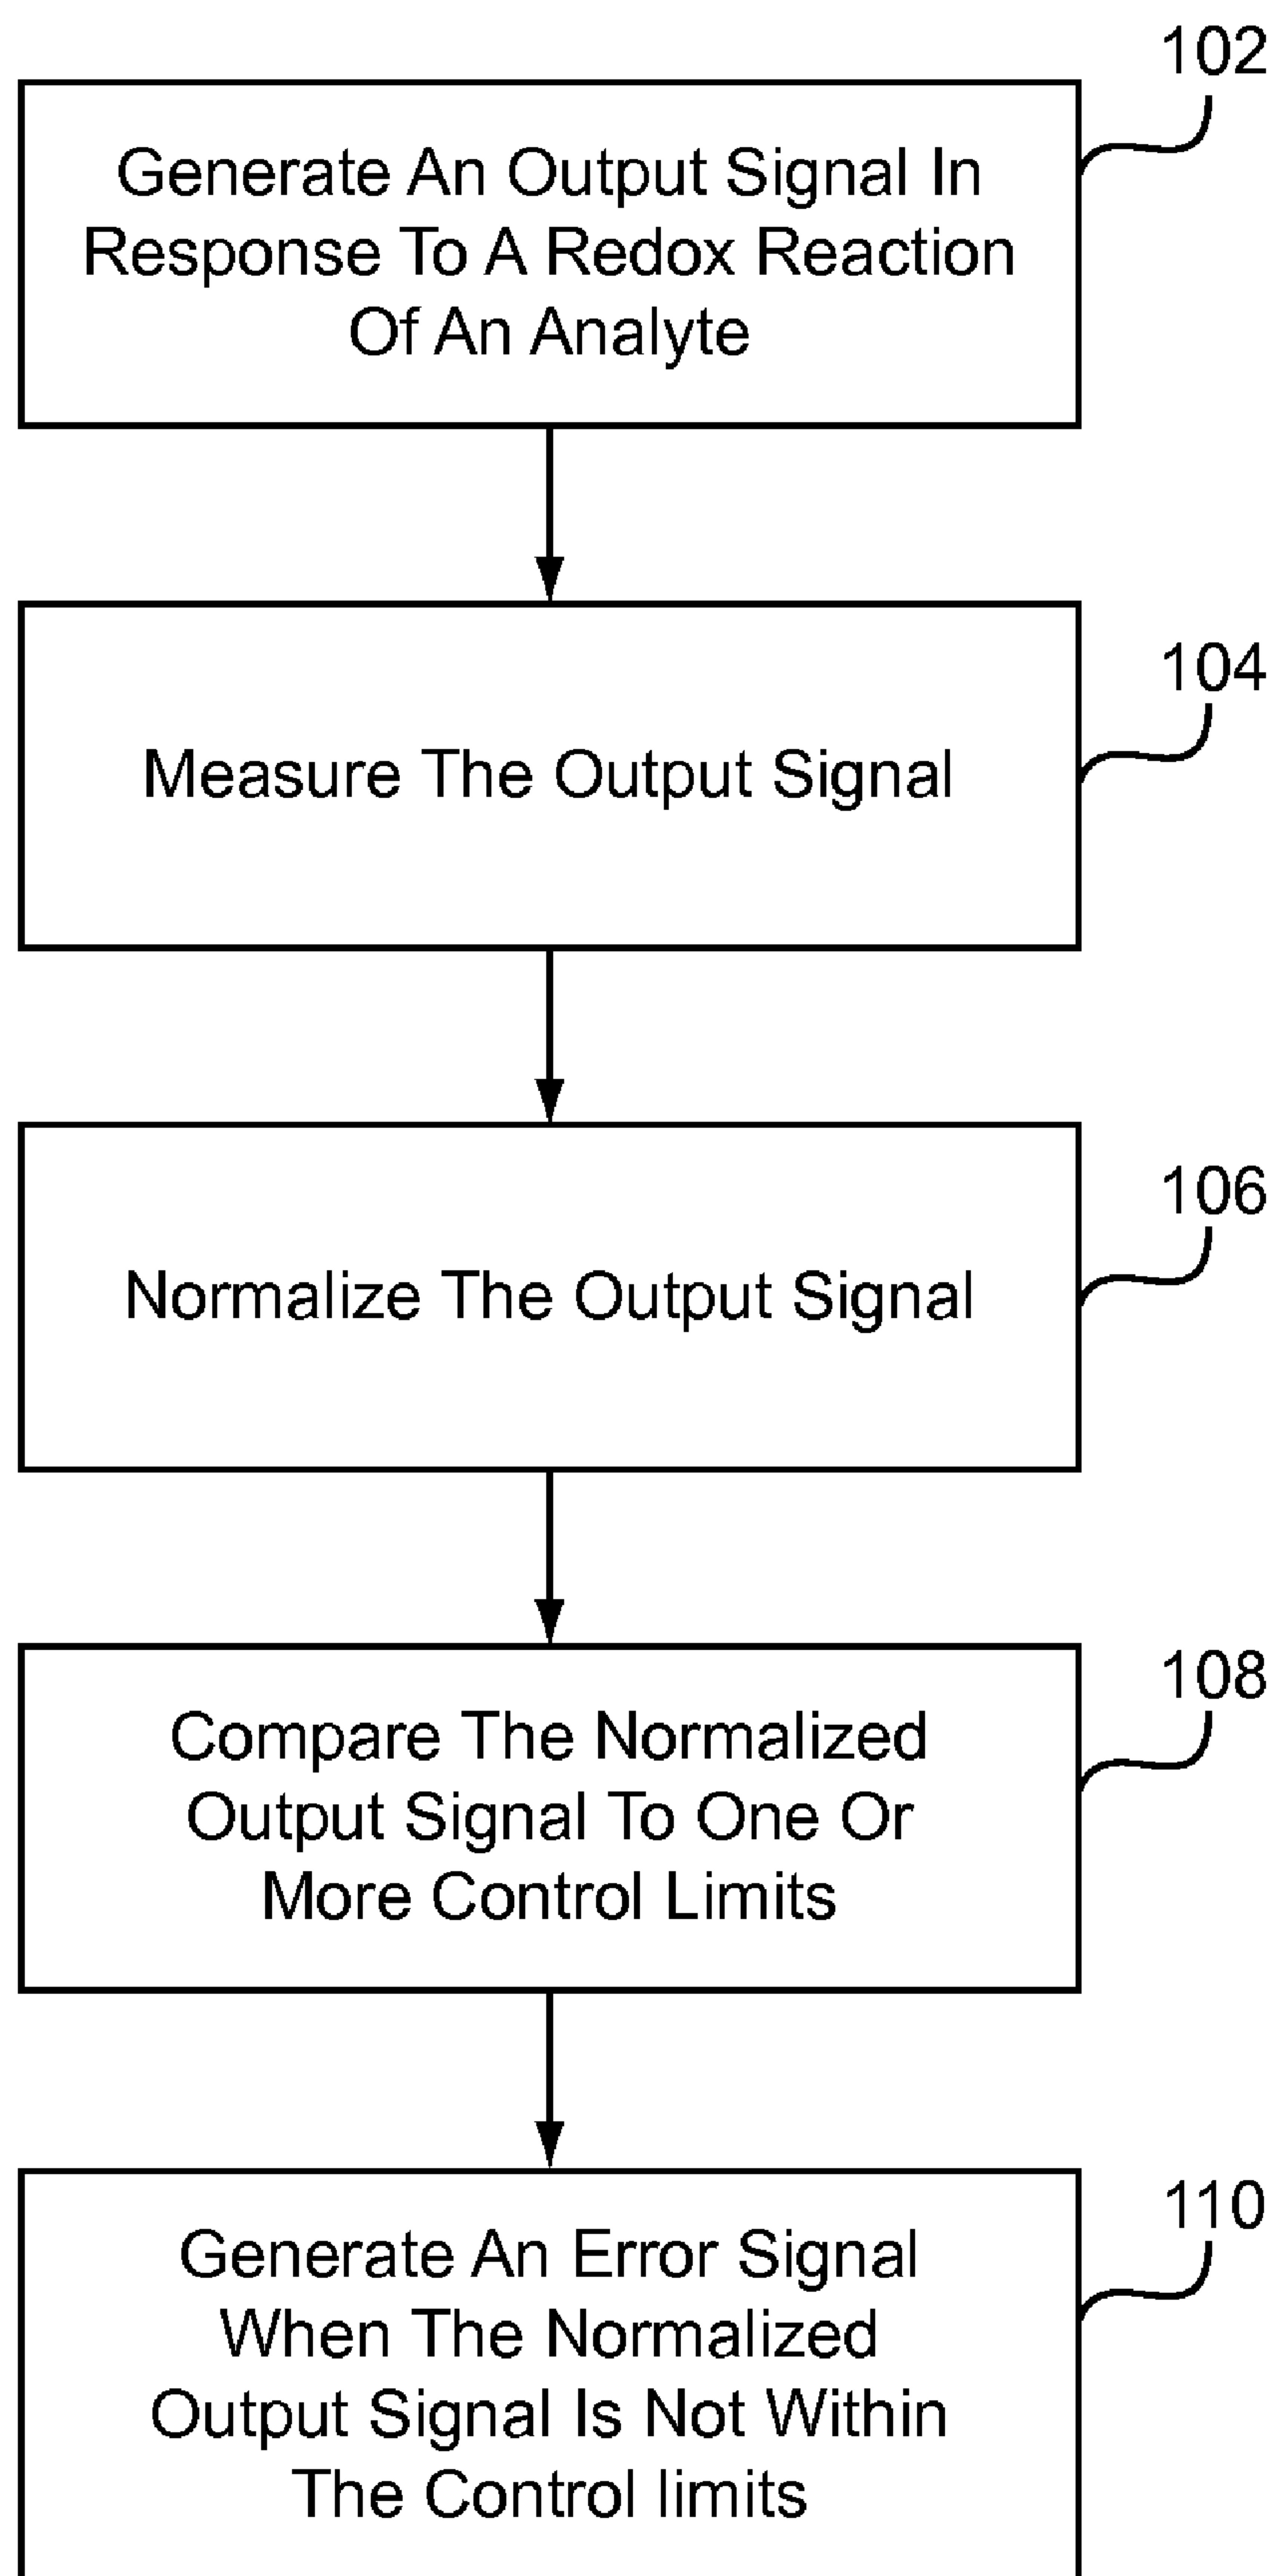 102
Generate An Output Signal In
Response To A Redox Reaction
Of An Analyte
104
Measure The Output Signal
106
Normalize The Output Signal
108
Compare The Normalized
Output Signal To One Or
More Control Limits
110
Generate An Error Signal
When The Normalized
Output Signal Is Not Within
The Control limits